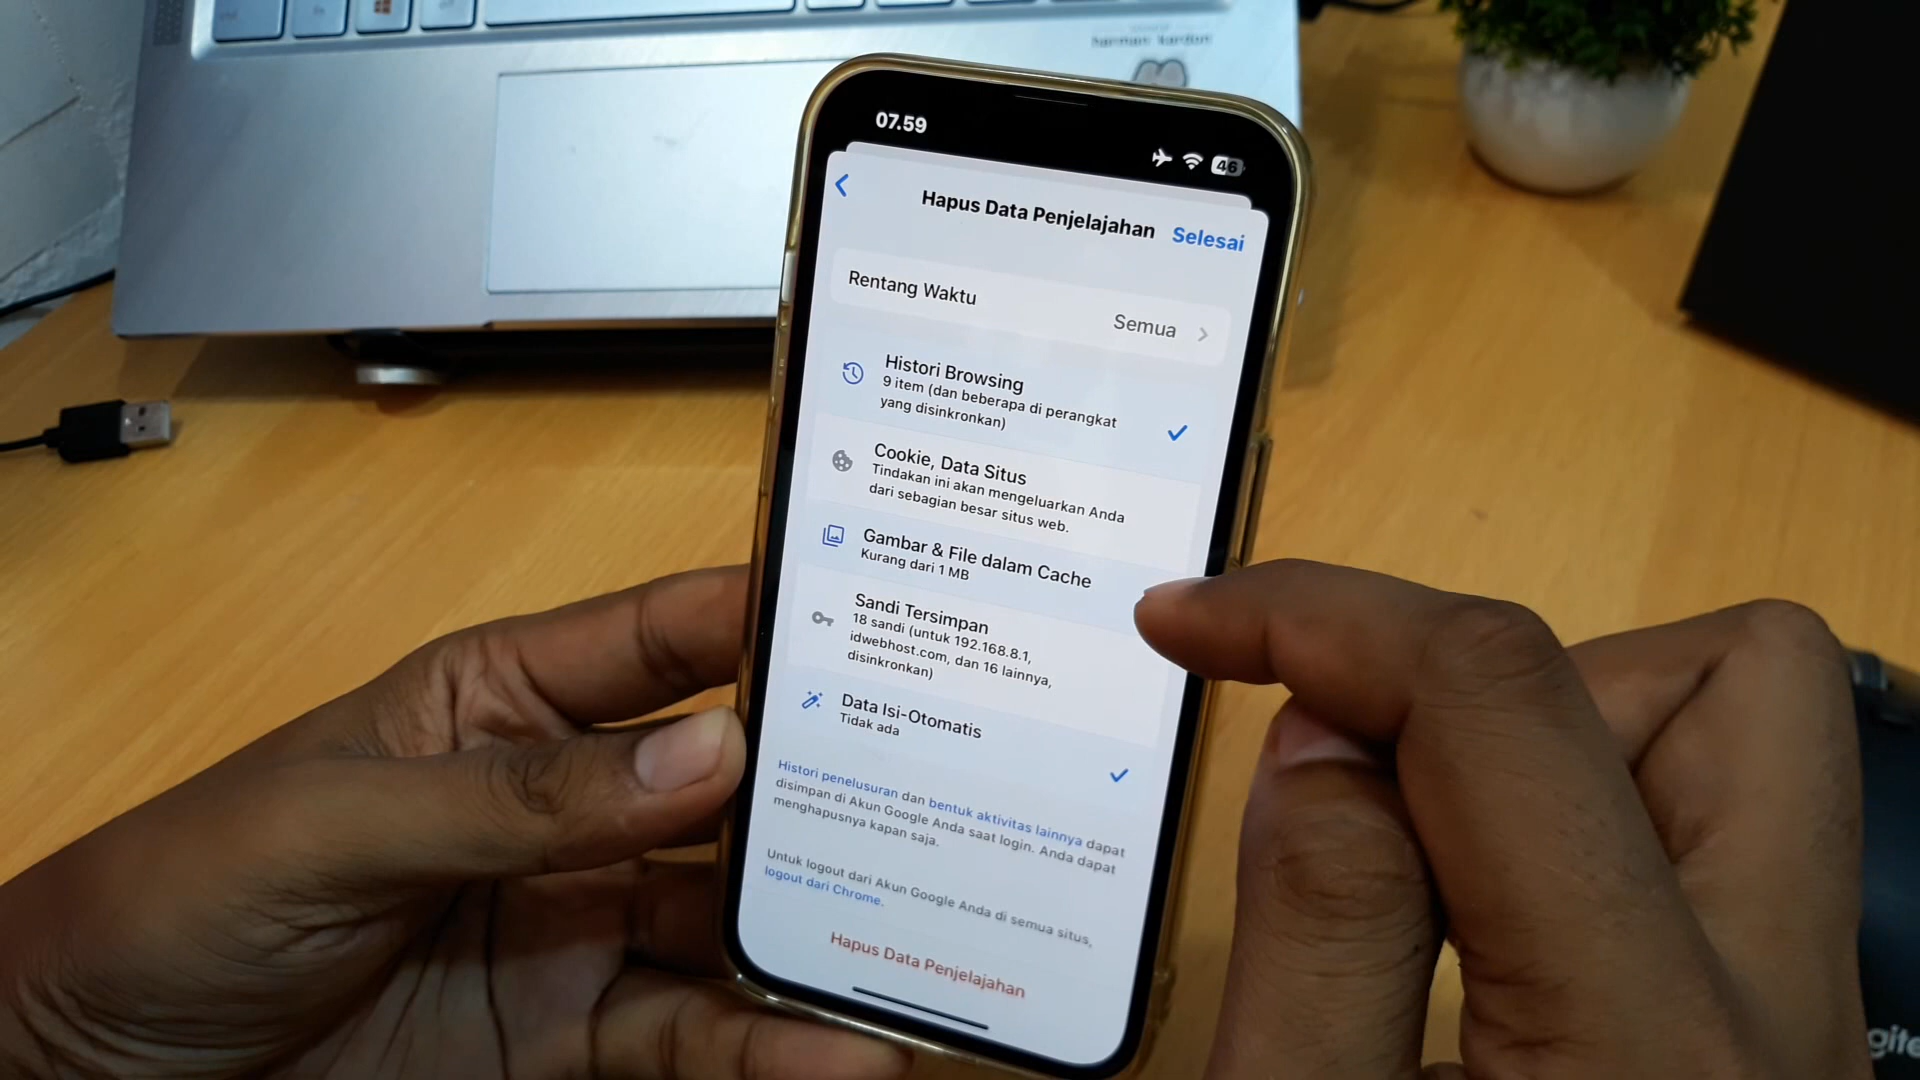 harman kardon
07.59
46
Hapus Data Penjelajahan
Selesai
Rentang Waktu
Semua
Histori Browsing
9 item (dan beberapa di perangkat
yang disinkronkan)
Cookie, Data Situs
Tindakan ini akan mengeluarkan Anda
dari sebagian besar situs web.
Gambar & File dalam Cache
Kurang dari 1 MB
Sandi Tersimpan
18 sandi (untuk 192.168.8.1,
idwebhost.com, dan 16 lainnya,
disinkronkan)
Data Isi-Otomatis
Tidak ada
Histori penelusuran dan bentuk aktivitas lainnya dapat
disimpan di Akun Google Anda saat login. Anda dapat
menghapusnya kapan saja.
Untuk logout dari Akun Google Anda di semua situs,
logout dari Chrome.
Hapus Data Penjelajahan